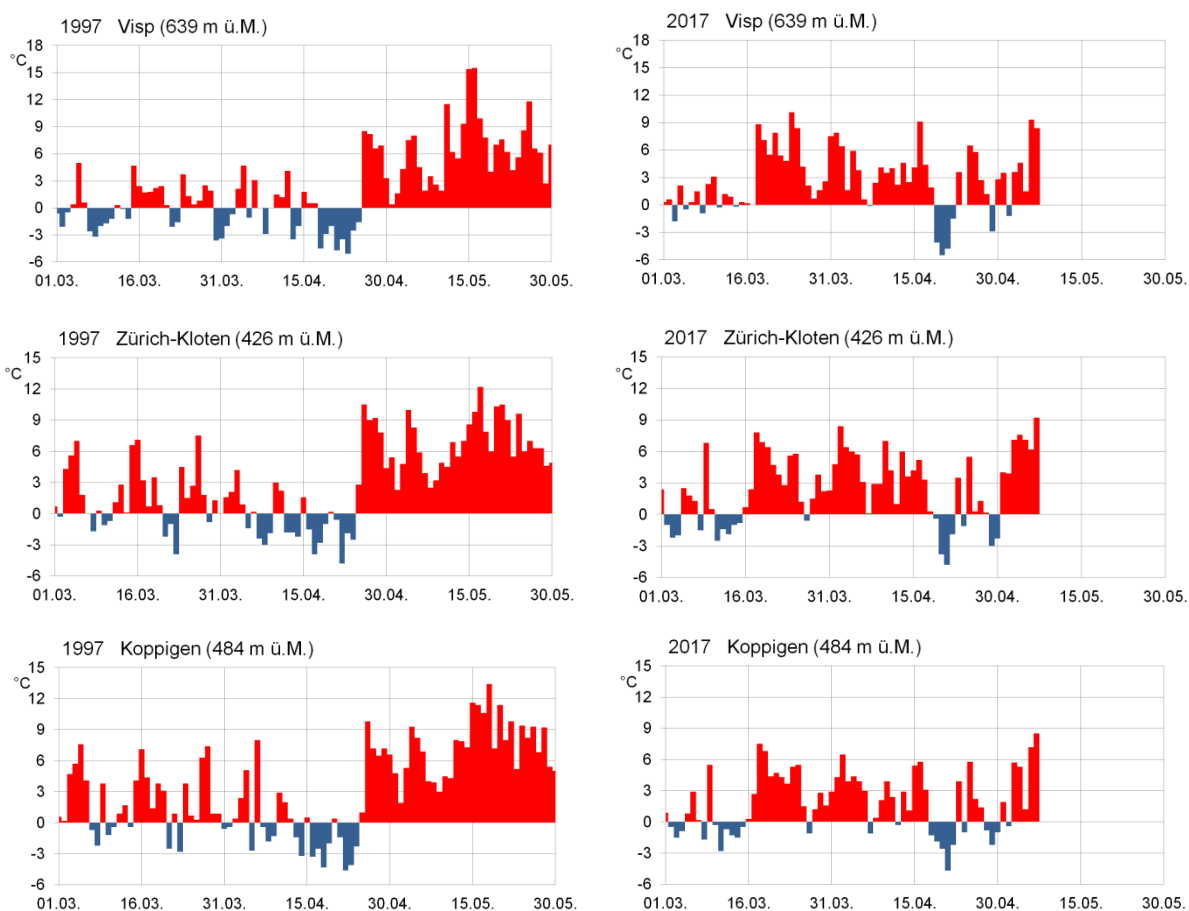 1997 Visp (639 m ü.M.)
18
°C
15
12
9
6
3
0
-3
-6
01.03. 16.03. 31.03. 15.04. 30.04. 15.05. 30.05.
2017 Visp (639 m ü.M.)
18
°C
15
12
9
6
3
0
-3
-6
01.03. 16.03. 31.03. 15.04. 30.04. 15.05. 30.05.
1997 Zürich-Kloten (426 m ü.M.)
15
°C
12
9
6
3
0
-3
-6
01.03. 16.03. 31.03. 15.04. 30.04. 15.05. 30.05.
2017 Zürich-Kloten (426 m ü.M.)
15
°C
12
9
6
3
0
-3
-6
01.03. 16.03. 31.03. 15.04. 30.04. 15.05. 30.05.
1997 Koppigen (484 m ü.M.)
15
°C
12
9
6
3
0
-3
-6
01.03. 16.03. 31.03. 15.04. 30.04. 15.05. 30.05.
2017 Koppigen (484 m ü.M.)
15
°C
12
9
6
3
0
-3
-6
01.03. 16.03. 31.03. 15.04. 30.04. 15.05. 30.05.